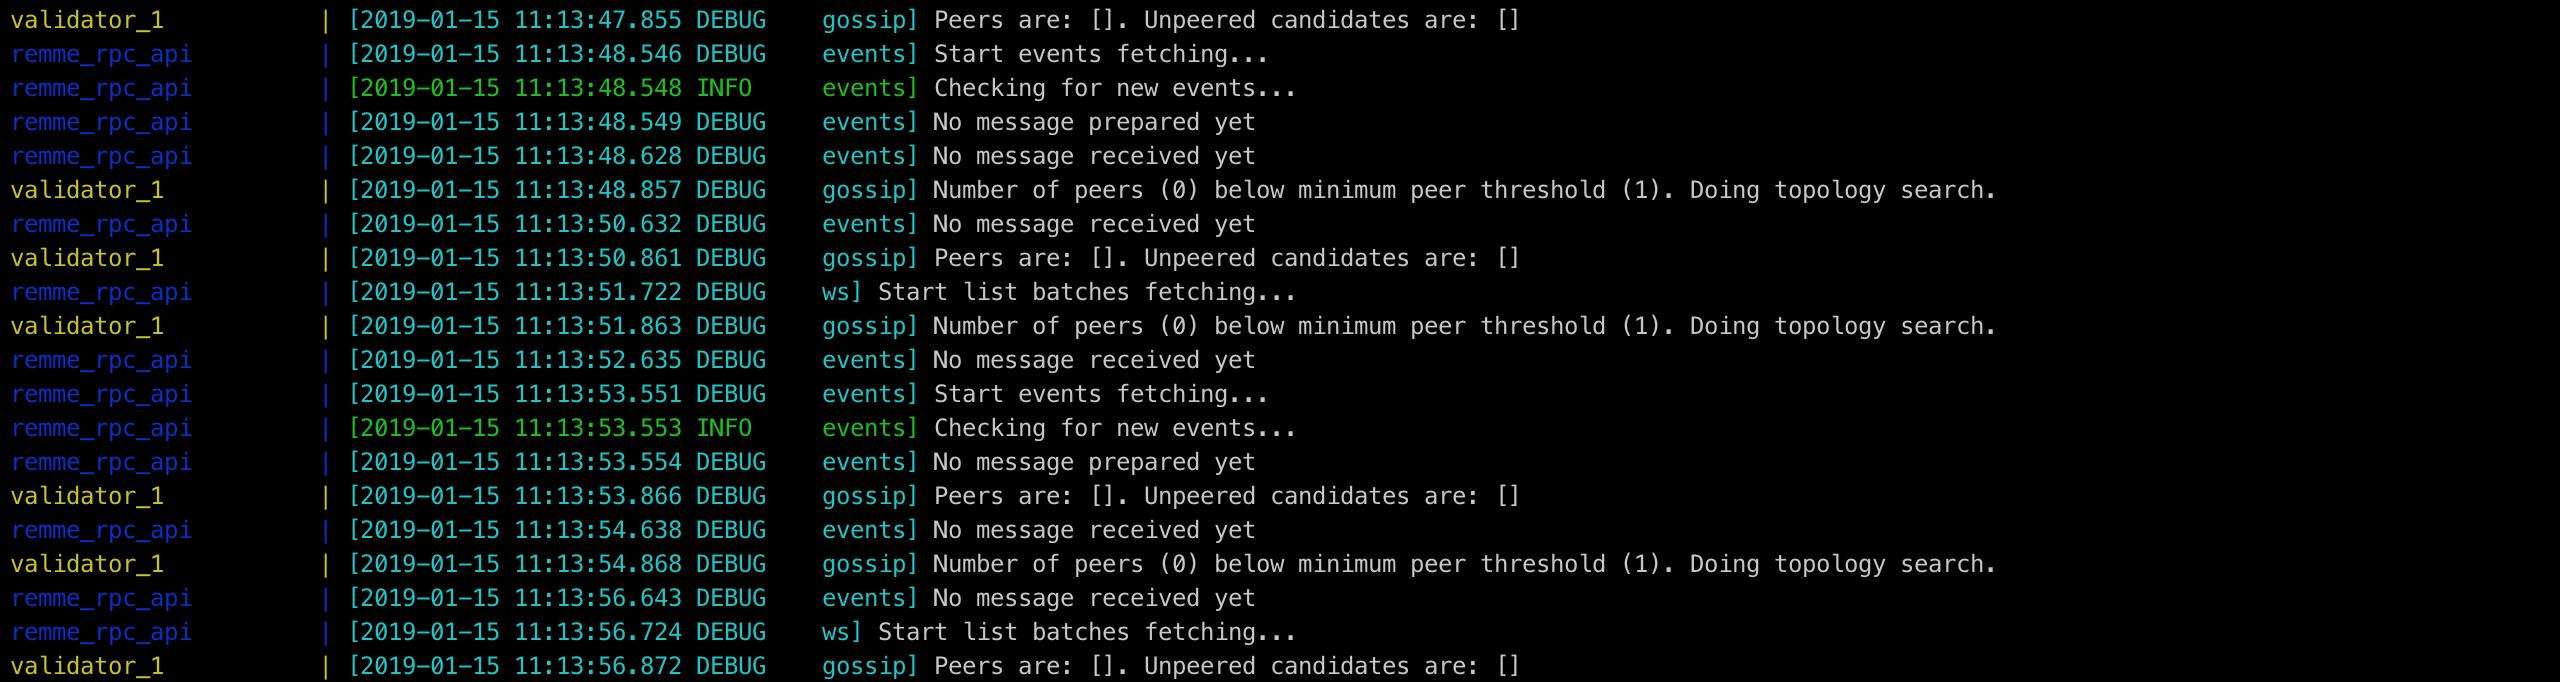 validator_1 | [2019-01-15 11:13:47.855 DEBUG gossip] Peers are: []. Unpeered candidates are: []
remme_rpc_api | [2019-01-15 11:13:48.546 DEBUG events] Start events fetching...
remme_rpc_api | [2019-01-15 11:13:48.548 INFO events] Checking for new events...
remme_rpc_api | [2019-01-15 11:13:48.549 DEBUG events] No message prepared yet
remme_rpc_api | [2019-01-15 11:13:48.628 DEBUG events] No message received yet
validator_1 | [2019-01-15 11:13:48.857 DEBUG gossip] Number of peers (0) below minimum peer threshold (1). Doing topology search.
remme_rpc_api | [2019-01-15 11:13:50.632 DEBUG events] No message received yet
validator_1 | [2019-01-15 11:13:50.861 DEBUG gossip] Peers are: []. Unpeered candidates are: []
remme_rpc_api | [2019-01-15 11:13:51.722 DEBUG ws] Start list batches fetching...
validator_1 | [2019-01-15 11:13:51.863 DEBUG gossip] Number of peers (0) below minimum peer threshold (1). Doing topology search.
remme_rpc_api | [2019-01-15 11:13:52.635 DEBUG events] No message received yet
remme_rpc_api | [2019-01-15 11:13:53.551 DEBUG events] Start events fetching...
remme_rpc_api | [2019-01-15 11:13:53.553 INFO events] Checking for new events...
remme_rpc_api | [2019-01-15 11:13:53.554 DEBUG events] No message prepared yet
validator_1 | [2019-01-15 11:13:53.866 DEBUG gossip] Peers are: []. Unpeered candidates are: []
remme_rpc_api | [2019-01-15 11:13:54.638 DEBUG events] No message received yet
validator_1 | [2019-01-15 11:13:54.868 DEBUG gossip] Number of peers (0) below minimum peer threshold (1). Doing topology search.
remme_rpc_api | [2019-01-15 11:13:56.643 DEBUG events] No message received yet
remme_rpc_api | [2019-01-15 11:13:56.724 DEBUG ws] Start list batches fetching...
validator_1 | [2019-01-15 11:13:56.872 DEBUG gossip] Peers are: []. Unpeered candidates are: []